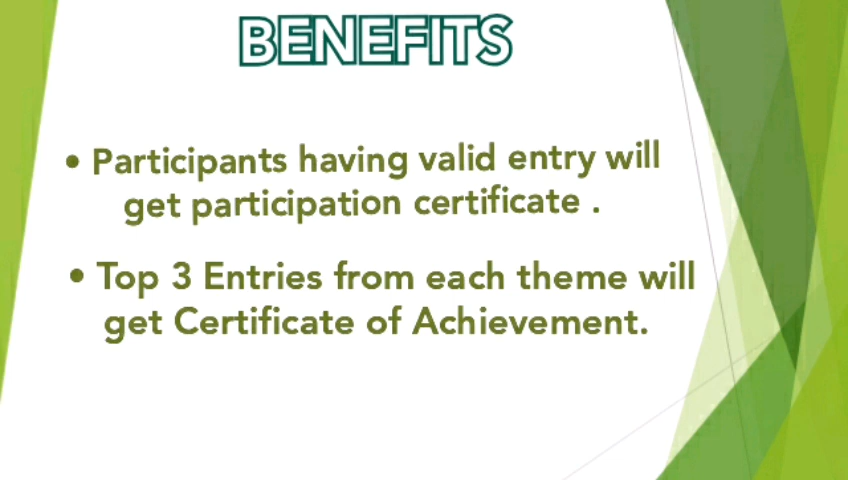 BENEFITS
• Participants having valid entry will
get participation certificate .
• Top 3 Entries from each theme will
get Certificate of Achievement.